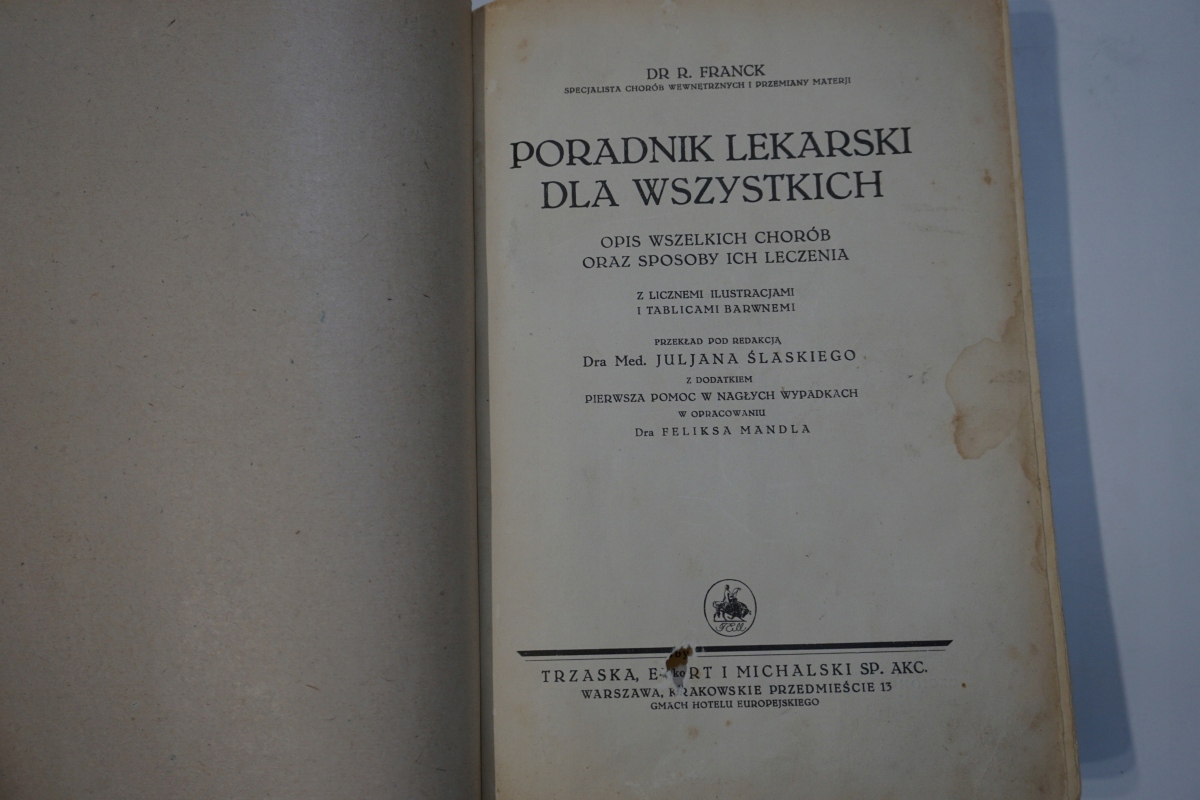 DR R. FRANCK
SPECJALISTA CHORÓB WEWNĘTRZNYCH I PRZEMIANY MATERJI
PORADNIK LEKARSKI
DLA WSZYSTKICH
OPIS WSZELKICH CHORÓB
ORAZ SPOSOBY ICH LECZENIA
Z LICZNEMI ILUSTRACJAMI
I TABLICAMI BARWNEMI
PRZEKŁAD POD REDAKCJĄ
Dra Med. JULJANA ŚLASKIEGO
Z DODATKIEM
PIERWSZA POMOC W NAGŁYCH WYPADKACH
W OPRACOWANIU
Dra FELIKSA MANDLA
TRZASKA, I MICHALSKI SP. AKC.
WARSZAWA, KRAKOWSKIE PRZEDMIEŚCIE 13
GMACH HOTELU EUROPEJSKIEGO